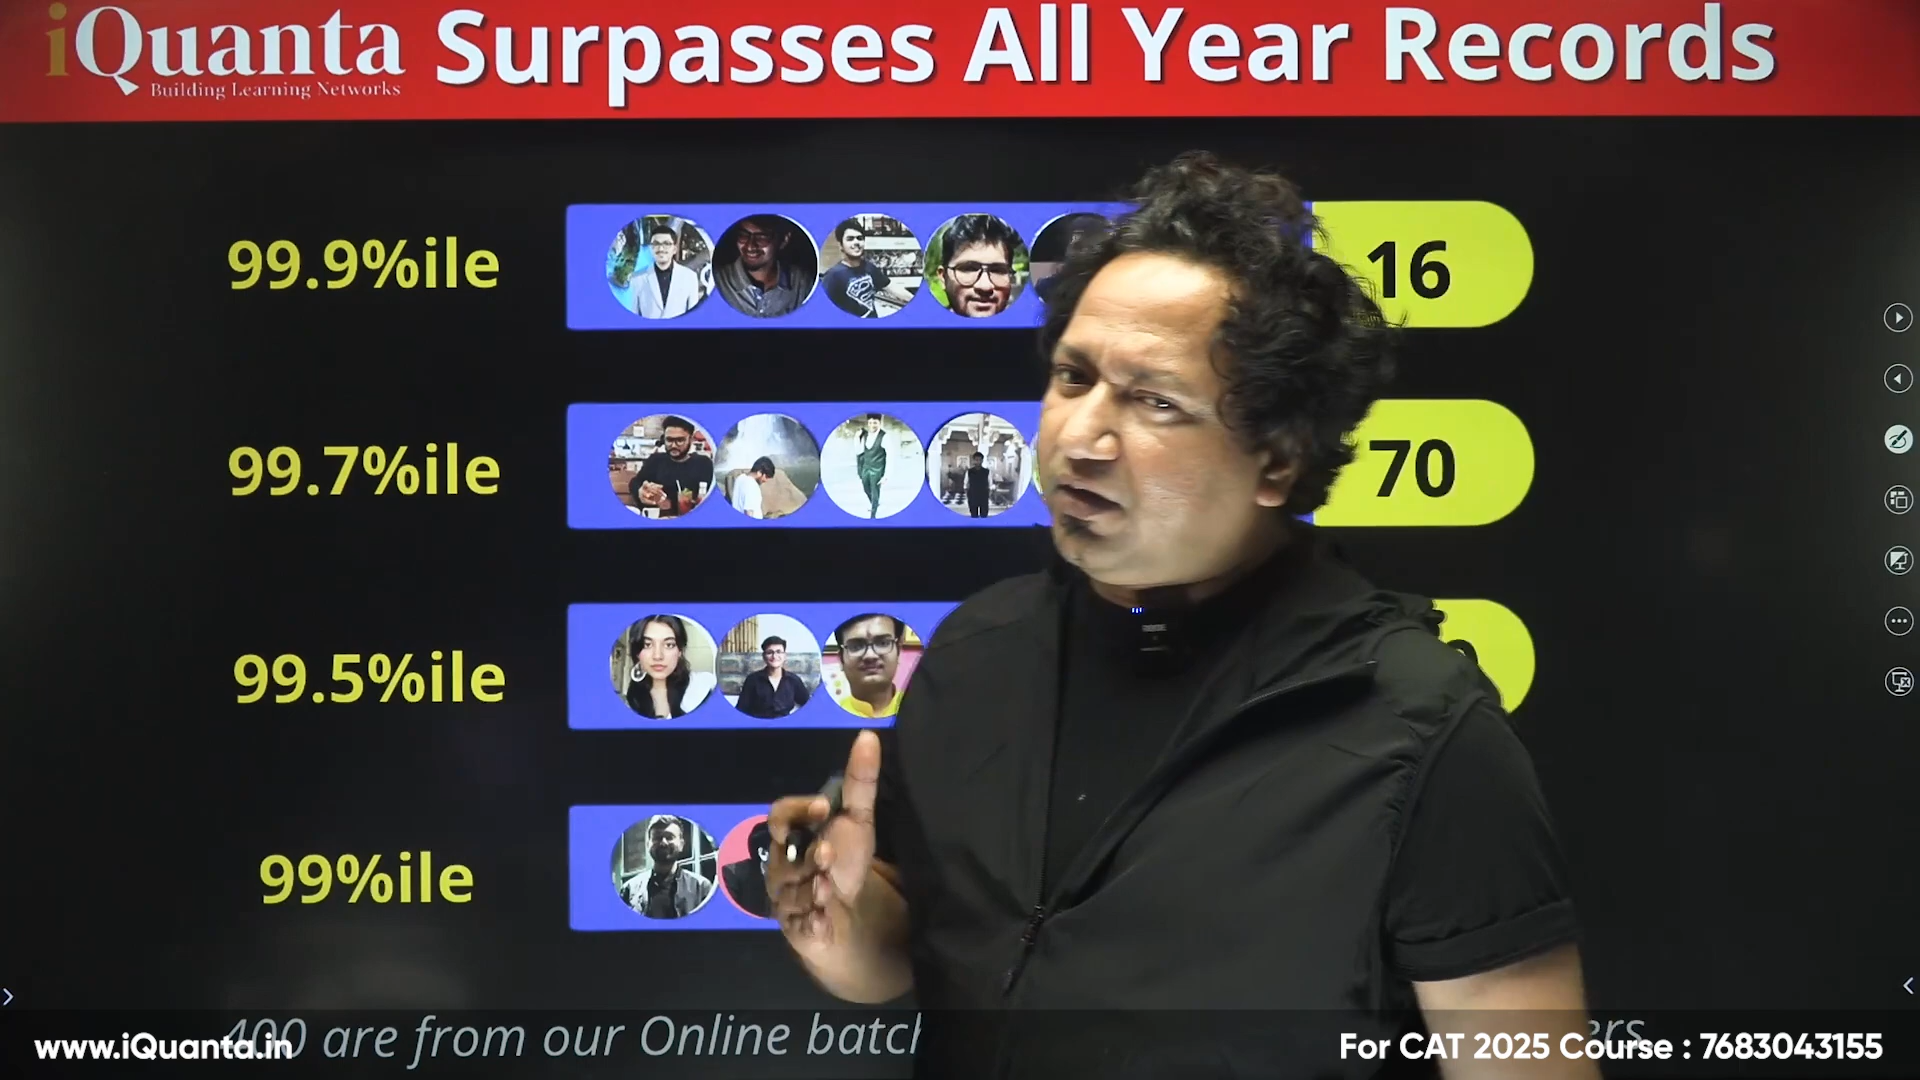 iQuanta Surpasses All Year Records
Building Learning Networks
99.9%ile 16
99.7%ile 70
99.5%ile
99%ile
400 are from our Online batch
www.iQuanta.in
For CAT 2025 Course : 7683043155